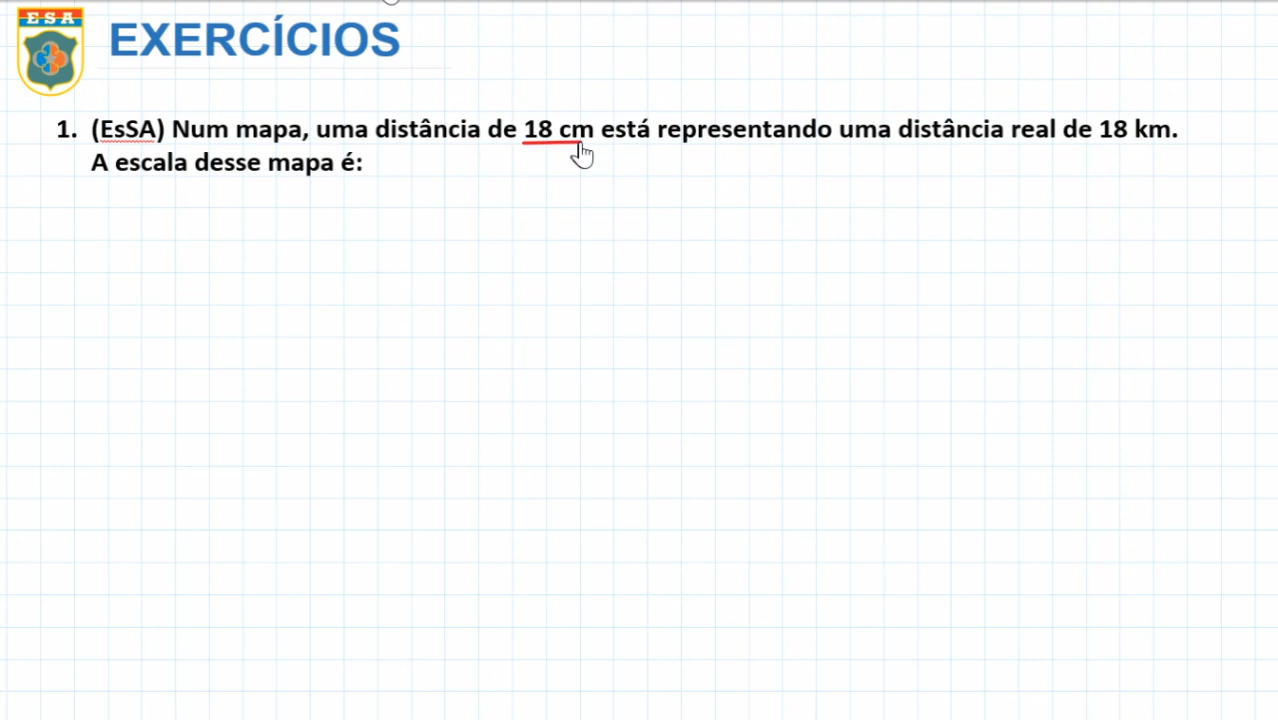 ESA
EXERCÍCIOS
1. (EsSA) Num mapa, uma distância de 18 cm está representando uma distância real de 18 km.
A escala desse mapa é: